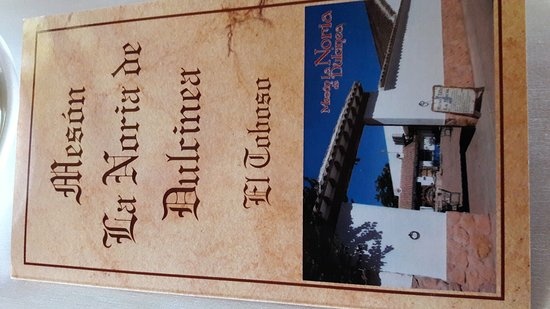 Mesón
La Noria de
Dulcinea
El Toboso
Mesón la
Noria
de Dulcinea